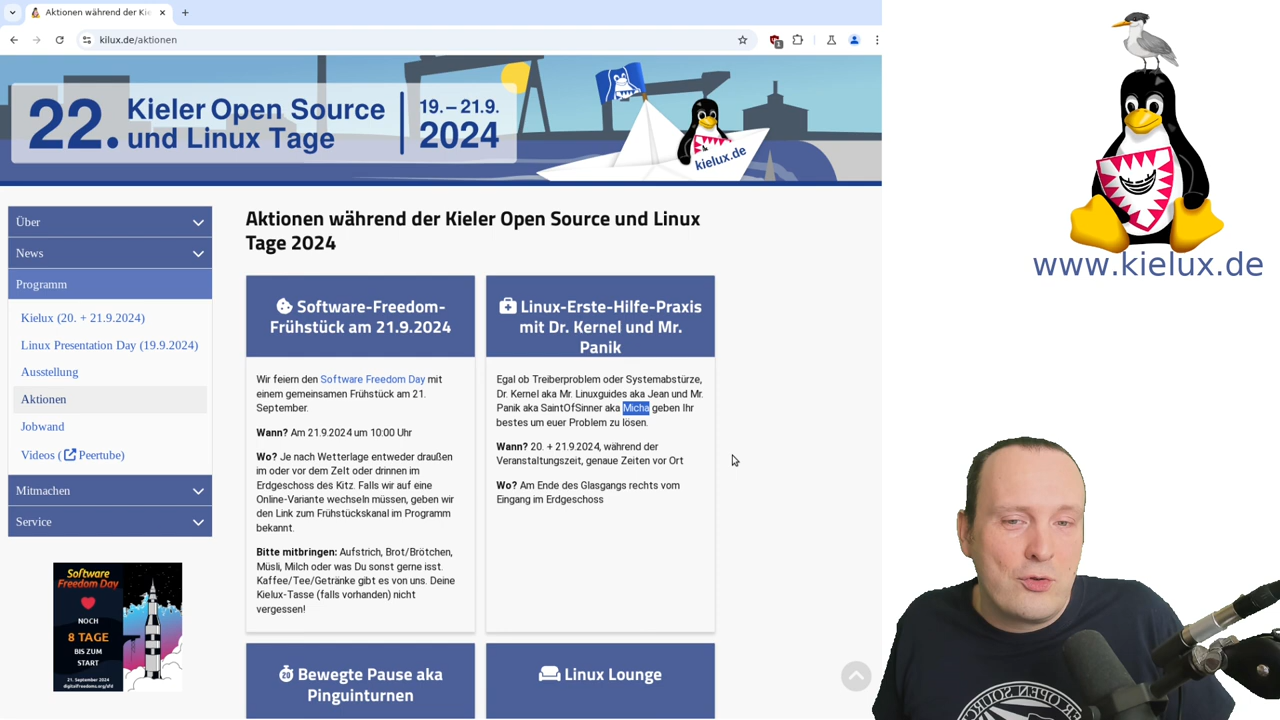 Aktionen während der Kie
kilux.de/aktionen
22. Kieler Open Source und Linux Tage
19. – 21.9. 2024
kielux.de
Über
News
Programm
Kielux (20. + 21.9.2024)
Linux Presentation Day (19.9.2024)
Ausstellung
Aktionen
Jobwand
Videos ( Peertube)
Mitmachen
Service
Software
Freedom Day
NOCH
8 TAGE
BIS ZUM
START
21. September 2024
digitalfreedoms.org/sfd
Aktionen während der Kieler Open Source und Linux
Tage 2024
Software-Freedom-
Frühstück am 21.9.2024
Wir feiern den Software Freedom Day mit
einem gemeinsamen Frühstück am 21.
September.
Wann? Am 21.9.2024 um 10:00 Uhr
Wo? Je nach Wetterlage entweder draußen
im oder vor dem Zelt oder drinnen im
Erdgeschoss des Kitz. Falls wir auf eine
Online-Variante wechseln müssen, geben wir
den Link zum Frühstückskanal im Programm
bekannt.
Bitte mitbringen: Aufstrich, Brot/Brötchen,
Müsli, Milch oder was Du sonst gerne isst.
Kaffee/Tee/Getränke gibt es von uns. Deine
Kielux-Tasse (falls vorhanden) nicht
vergessen!
Linux-Erste-Hilfe-Praxis
mit Dr. Kernel und Mr.
Panik
Egal ob Treiberproblem oder Systemabstürze,
Dr. Kernel aka Mr. Linuxguides aka Jean und Mr.
Panik aka SaintOfSinner aka Micha geben Ihr
bestes um euer Problem zu lösen.
Wann? 20. + 21.9.2024, während der
Veranstaltungszeit, genaue Zeiten vor Ort
Wo? Am Ende des Glasgangs rechts vom
Eingang im Erdgeschoss
20
Bewegte Pause aka
Pinguinturnen
Linux Lounge
www.kielux.de